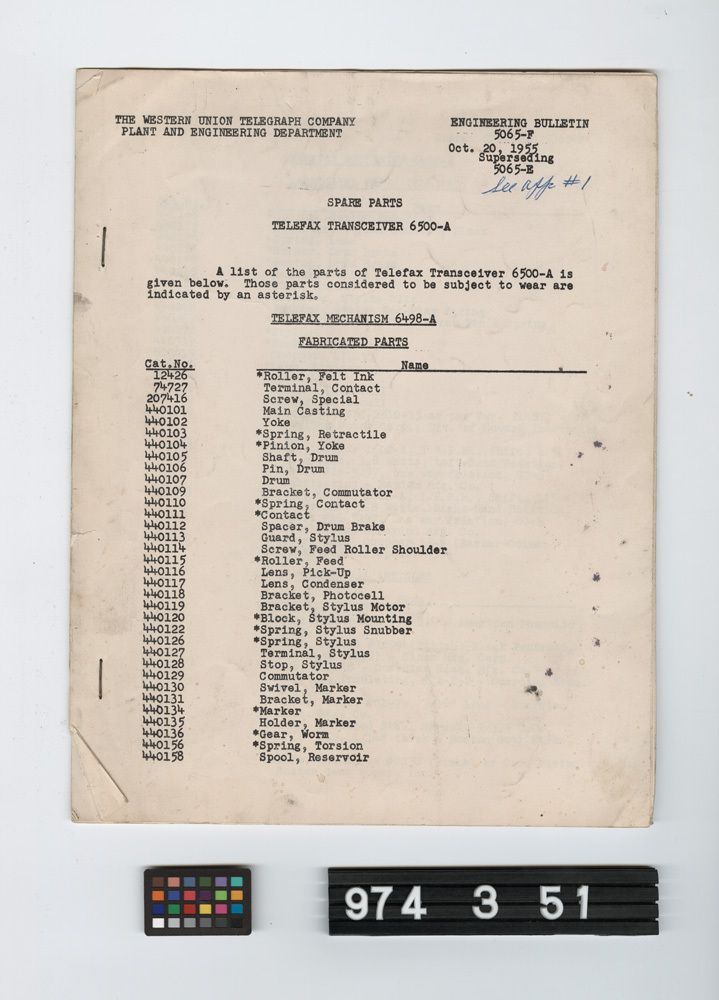 THE WESTERN UNION TELEGRAPH COMPANY
PLANT AND ENGINEERING DEPARTMENT
ENGINEERING BULLETIN
5065-F
Oct. 20, 1955
Superseding
5065-E
See app #1
SPARE PARTS
TELEFAX TRANSCEIVER 6500-A
A list of the parts of Telefax Transceiver 6500-A is
given below. Those parts considered to be subject to wear are
indicated by an asterisk.
TELEFAX MECHANISM 6498-A
FABRICATED PARTS
Cat.No. Name
12426 *Roller, Felt Ink
74727 Terminal, Contact
207416 Screw, Special
440101 Main Casting
440102 Yoke
440103 *Spring, Retractile
440104 *Pinion, Yoke
440105 Shaft, Drum
440106 Pin, Drum
440107 Drum
440109 Bracket, Commutator
440110 *Spring, Contact
440111 *Contact
440112 Spacer, Drum Brake
440113 Guard, Stylus
440114 Screw, Feed Roller Shoulder
440115 *Roller, Feed
440116 Lens, Pick-Up
440117 Lens, Condenser
440118 Bracket, Photocell
440119 Bracket, Stylus Motor
440120 *Block, Stylus Mounting
440122 *Spring, Stylus Snubber
440126 *Spring, Stylus
440127 Terminal, Stylus
440128 Stop, Stylus
440129 Commutator
440130 Swivel, Marker
440131 Bracket, Marker
440134 *Marker
440135 Holder, Marker
440136 *Gear, Worm
440156 *Spring, Torsion
440158 Spool, Reservoir
974 3 51